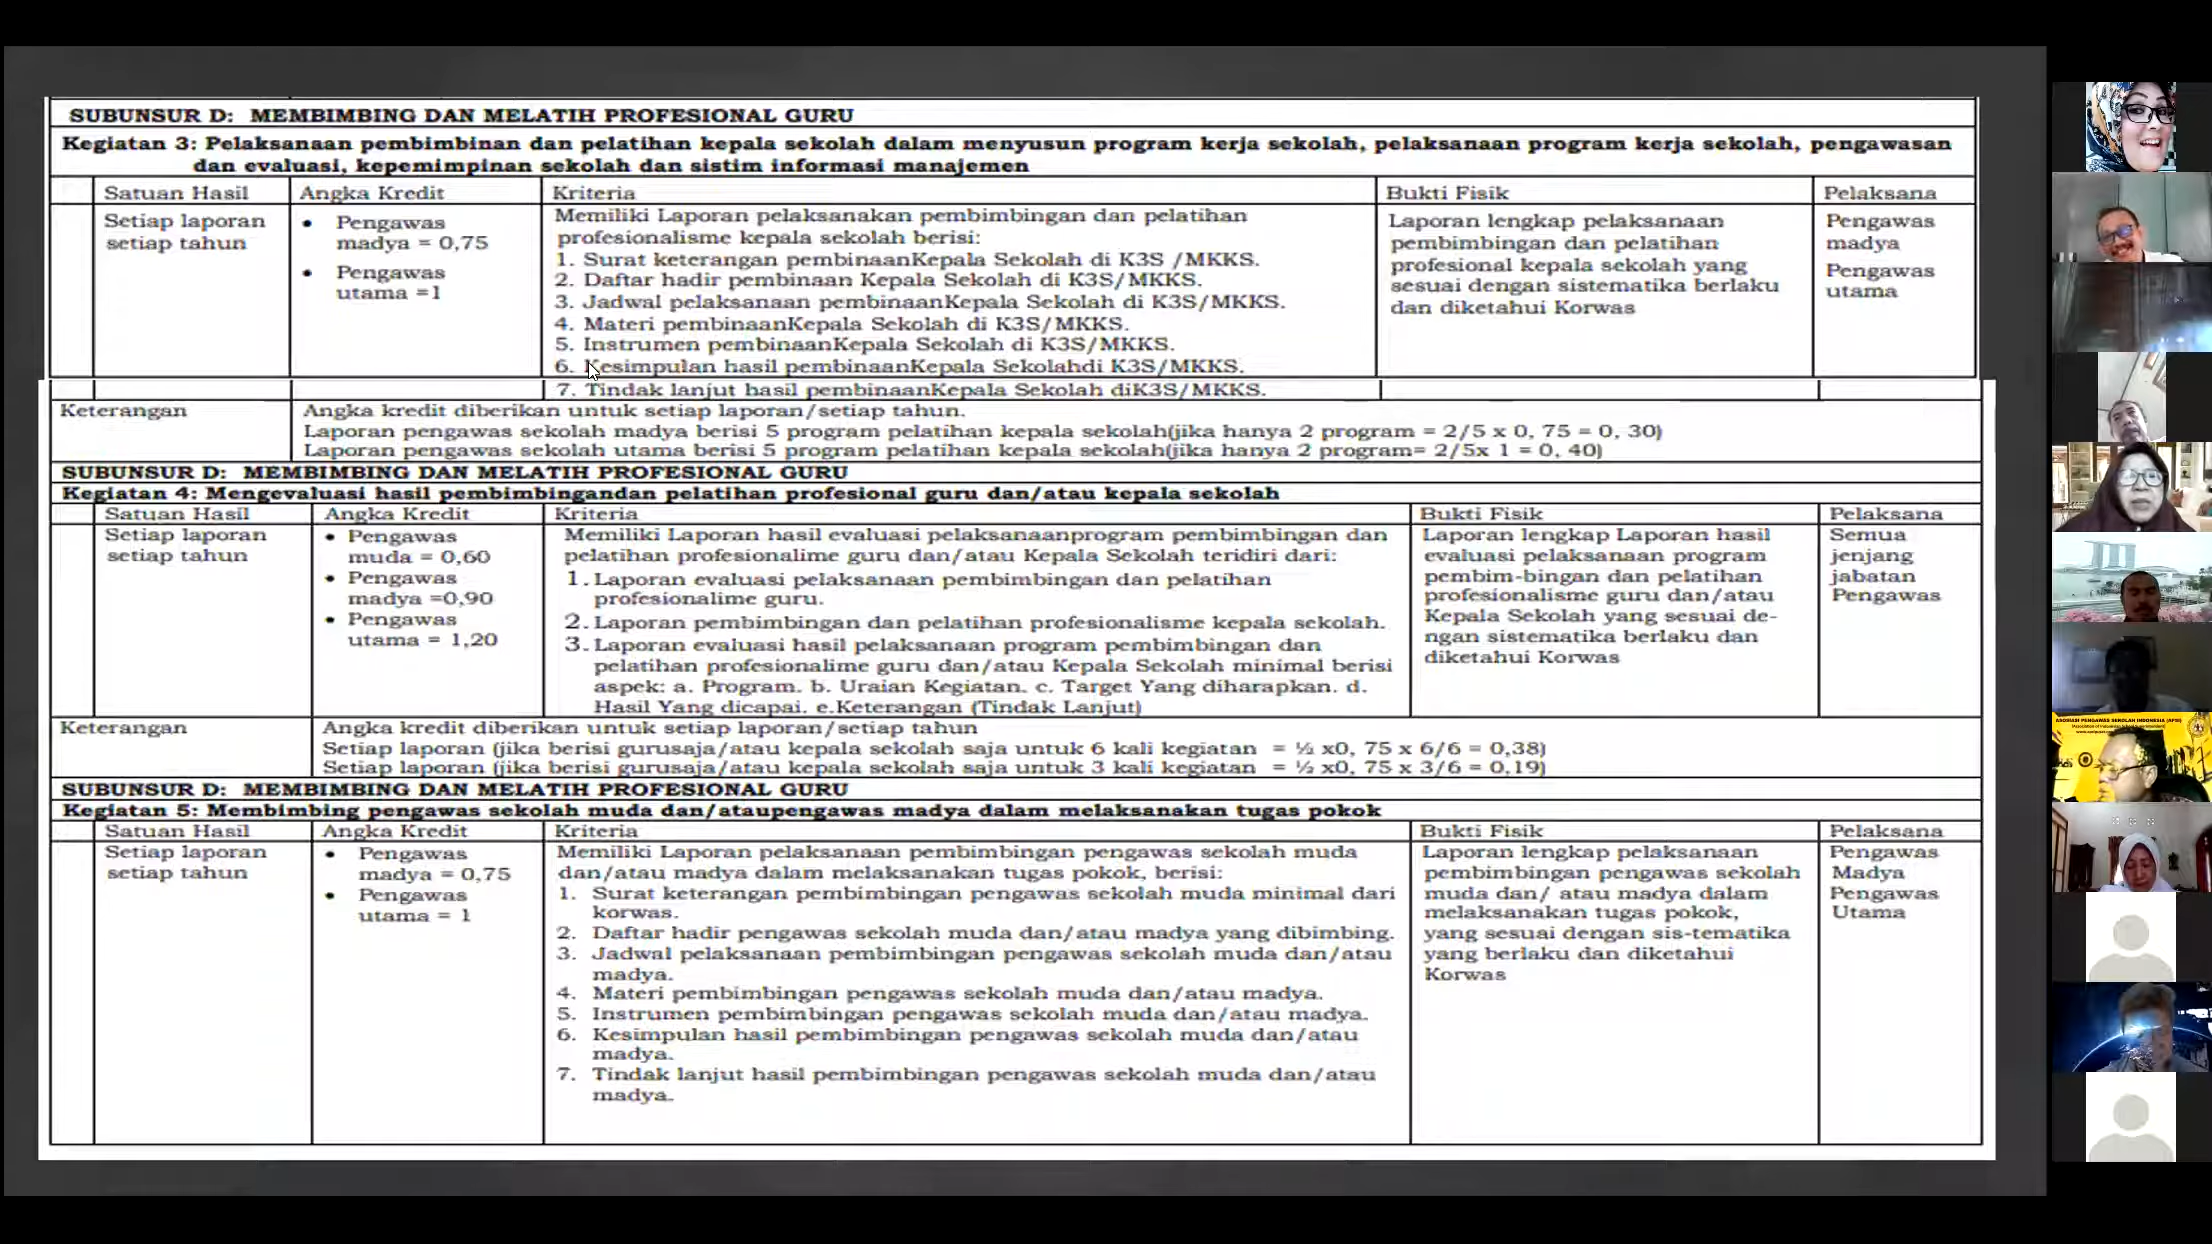 SUBUNSUR D: MEMBIMBING DAN MELATIH PROFESIONAL GURU
Kegiatan 3: Pelaksanaan pembimbinan dan pelatihan kepala sekolah dalam menyusun program kerja sekolah, pelaksanaan program kerja sekolah, pengawasan
dan evaluasi, kepemimpinan sekolah dan sistim informasi manajemen
Satuan Hasil Angka Kredit Kriteria Bukti Fisik Pelaksana
Setiap laporan
setiap tahun
• Pengawas
madya = 0,75
• Pengawas
utama =1
Memiliki Laporan pelaksanakan pembimbingan dan pelatihan
profesionalisme kepala sekolah berisi:
1. Surat keterangan pembinaanKepala Sekolah di K3S /MKKS.
2. Daftar hadir pembinaan Kepala Sekolah di K3S/MKKS.
3. Jadwal pelaksanaan pembinaanKepala Sekolah di K3S/MKKS.
4. Materi pembinaanKepala Sekolah di K3S/MKKS.
5. Instrumen pembinaanKepala Sekolah di K3S/MKKS.
6. Kesimpulan hasil pembinaanKepala Sekolahdi K3S/MKKS.
7. Tindak lanjut hasil pembinaanKepala Sekolah diK3S/MKKS.
Laporan lengkap pelaksanaan
pembimbingan dan pelatihan
profesional kepala sekolah yang
sesuai dengan sistematika berlaku
dan diketahui Korwas
Pengawas
madya
Pengawas
utama
Keterangan
Angka kredit diberikan untuk setiap laporan/setiap tahun.
Laporan pengawas sekolah madya berisi 5 program pelatihan kepala sekolah(jika hanya 2 program = 2/5 x 0, 75 = 0, 30)
Laporan pengawas sekolah utama berisi 5 program pelatihan kepala sekolah(jika hanya 2 program= 2/5x 1 = 0, 40)
SUBUNSUR D: MEMBIMBING DAN MELATIH PROFESIONAL GURU
Kegiatan 4: Mengevaluasi hasil pembimbingandan pelatihan profesional guru dan/atau kepala sekolah
Satuan Hasil Angka Kredit Kriteria Bukti Fisik Pelaksana
Setiap laporan
setiap tahun
• Pengawas
muda = 0,60
• Pengawas
madya =0,90
• Pengawas
utama = 1,20
Memiliki Laporan hasil evaluasi pelaksanaanprogram pembimbingan dan
pelatihan profesionalime guru dan/atau Kepala Sekolah teridiri dari:
1. Laporan evaluasi pelaksanaan pembimbingan dan pelatihan
profesionalime guru.
2. Laporan pembimbingan dan pelatihan profesionalisme kepala sekolah.
3. Laporan evaluasi hasil pelaksanaan program pembimbingan dan
pelatihan profesionalime guru dan/atau Kepala Sekolah minimal berisi
aspek: a. Program. b. Uraian Kegiatan. c. Target Yang diharapkan. d.
Hasil Yang dicapai. e.Keterangan (Tindak Lanjut)
Laporan lengkap Laporan hasil
evaluasi pelaksanaan program
pembim-bingan dan pelatihan
profesionalisme guru dan/atau
Kepala Sekolah yang sesuai de-
ngan sistematika berlaku dan
diketahui Korwas
Semua
jenjang
jabatan
Pengawas
Keterangan
Angka kredit diberikan untuk setiap laporan/setiap tahun
Setiap laporan (jika berisi gurusaja/atau kepala sekolah saja untuk 6 kali kegiatan = ½ x0, 75 x 6/6 = 0,38)
Setiap laporan (jika berisi gurusaja/atau kepala sekolah saja untuk 3 kali kegiatan = ½ x0, 75 x 3/6 = 0,19)
SUBUNSUR D: MEMBIMBING DAN MELATIH PROFESIONAL GURU
Kegiatan 5: Membimbing pengawas sekolah muda dan/ataupengawas madya dalam melaksanakan tugas pokok
Satuan Hasil Angka Kredit Kriteria Bukti Fisik Pelaksana
Setiap laporan
setiap tahun
• Pengawas
madya = 0,75
• Pengawas
utama = 1
Memiliki Laporan pelaksanaan pembimbingan pengawas sekolah muda
dan/atau madya dalam melaksanakan tugas pokok, berisi:
1. Surat keterangan pembimbingan pengawas sekolah muda minimal dari
korwas.
2. Daftar hadir pengawas sekolah muda dan/atau madya yang dibimbing.
3. Jadwal pelaksanaan pembimbingan pengawas sekolah muda dan/atau
madya.
4. Materi pembimbingan pengawas sekolah muda dan/atau madya.
5. Instrumen pembimbingan pengawas sekolah muda dan/atau madya.
6. Kesimpulan hasil pembimbingan pengawas sekolah muda dan/atau
madya.
7. Tindak lanjut hasil pembimbingan pengawas sekolah muda dan/atau
madya.
Laporan lengkap pelaksanaan
pembimbingan pengawas sekolah
muda dan/ atau madya dalam
melaksanakan tugas pokok,
yang sesuai dengan sis-tematika
yang berlaku dan diketahui
Korwas
Pengawas
Madya
Pengawas
Utama
ASOSIASI PENGAWAS SEKOLAH INDONESIA (APSI)